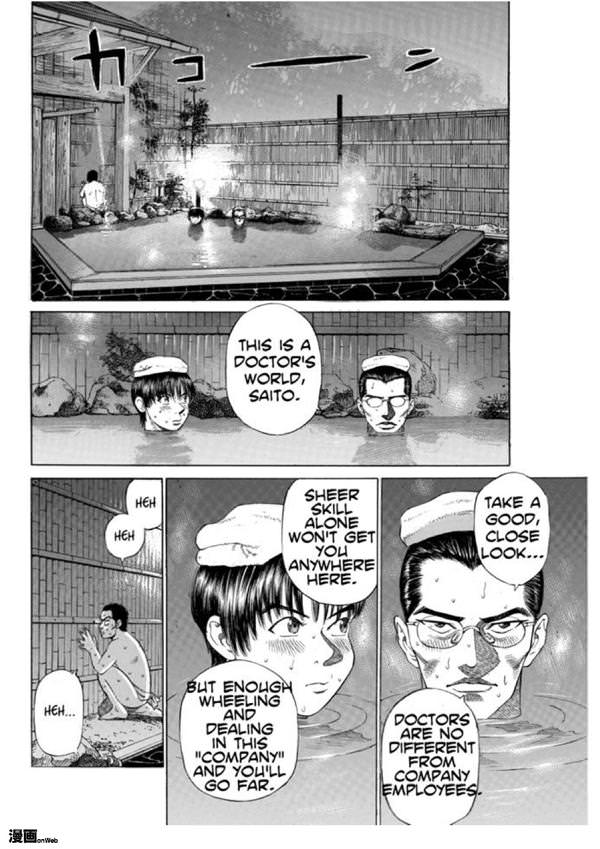 カコーン
THIS IS A
DOCTOR'S
WORLD,
SAITO.
TAKE A
GOOD,
CLOSE
LOOK...
DOCTORS
ARE NO
DIFFERENT
FROM
COMPANY
EMPLOYEES.
SHEER
SKILL
ALONE
WON'T GET
YOU
ANYWHERE
HERE.
BUT ENOUGH
WHEELING
AND
DEALING
IN THIS
"COMPANY"
AND YOU'LL
GO FAR.
HEH
HEH
HEH...
漫画onWeb